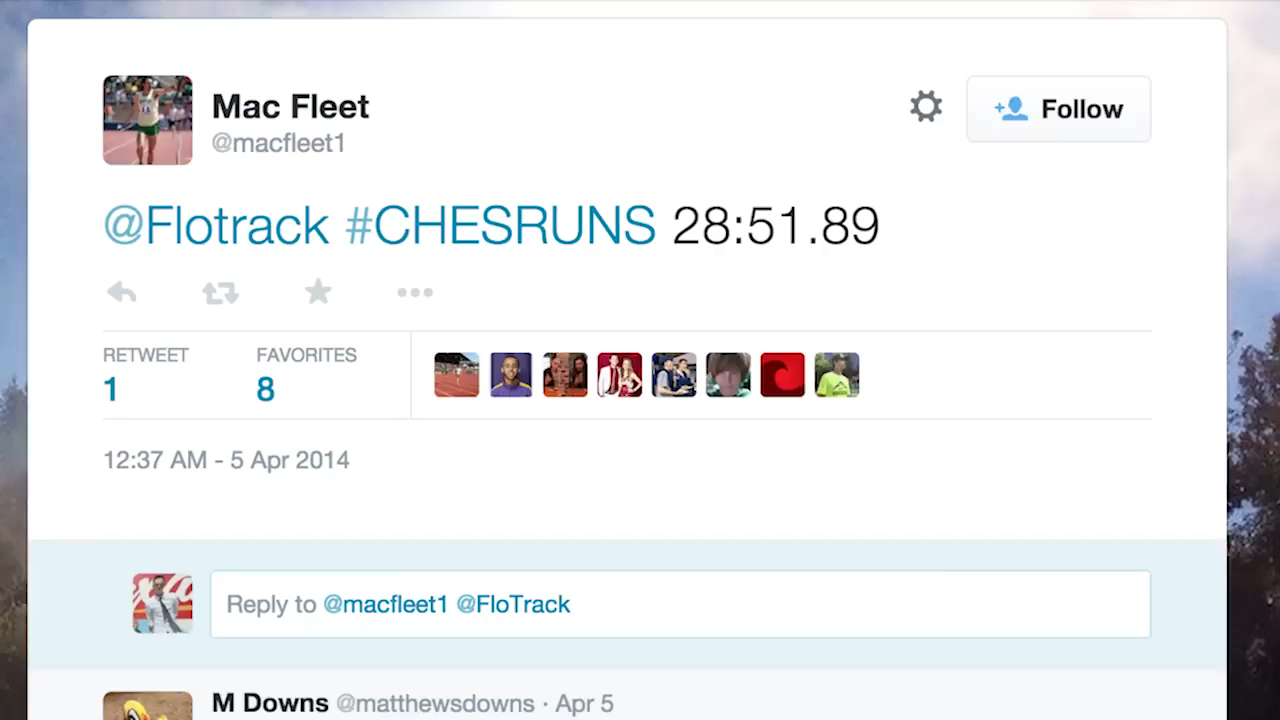 Mac Fleet
@macfleet1
Follow
@Flotrack #CHESRUNS 28:51.89
RETWEET FAVORITES
1 8
12:37 AM - 5 Apr 2014
Reply to @macfleet1 @FloTrack
M Downs @matthewsdowns · Apr 5